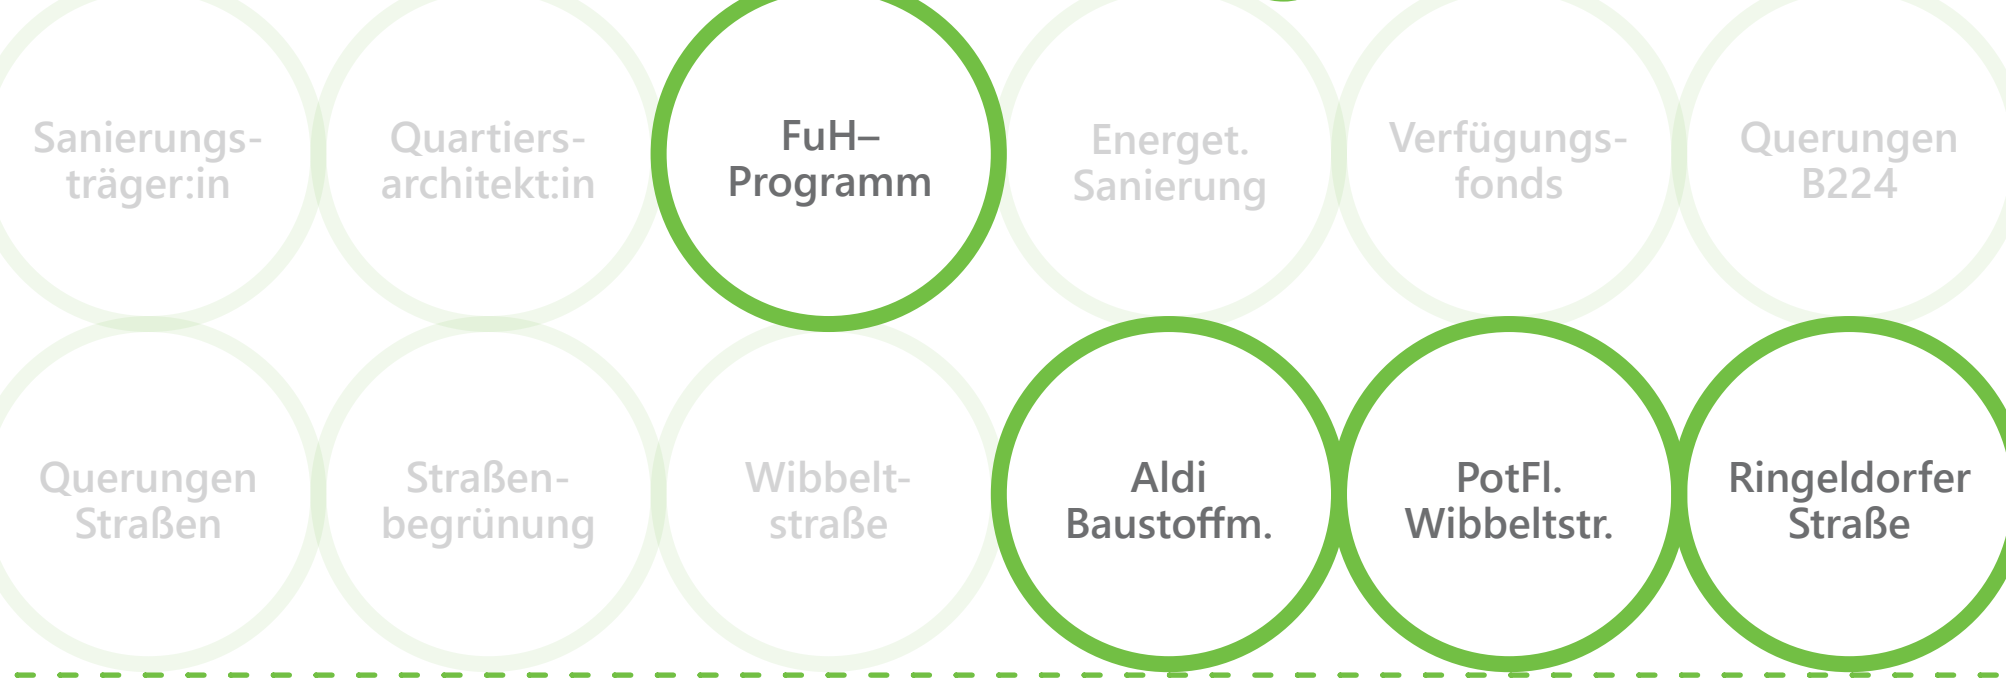 Sanierungs-
träger:in
Quartiers-
architekt:in
FuH–
Programm
Energet.
Sanierung
Verfügungs-
fonds
Querungen
B224
Querungen
Straßen
Straßen-
begrünung
Wibbelt-
straße
Aldi
Baustoffm.
PotFl.
Wibbeltstr.
Ringeldorfer
Straße